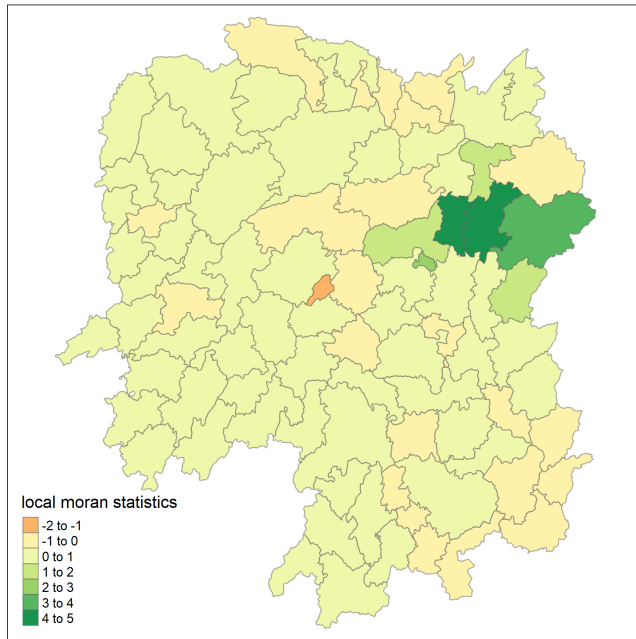 local moran statistics
-2 to -1
-1 to 0
0 to 1
1 to 2
2 to 3
3 to 4
4 to 5